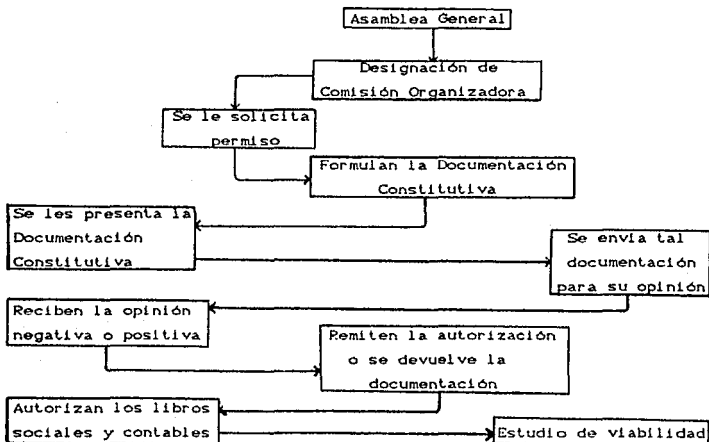 Asamblea General
Designación de
Comisión Organizadora
Se le solicita
permiso
Formulan la Documentación
Constitutiva
Se les presenta la
Documentación
Constitutiva
Se envia tal
documentación
para su opinión
Reciben la opinión
negativa o positiva
Remiten la autorización
o se devuelve la
documentación
Autorizan los libros
sociales y contables
Estudio de viabilidad